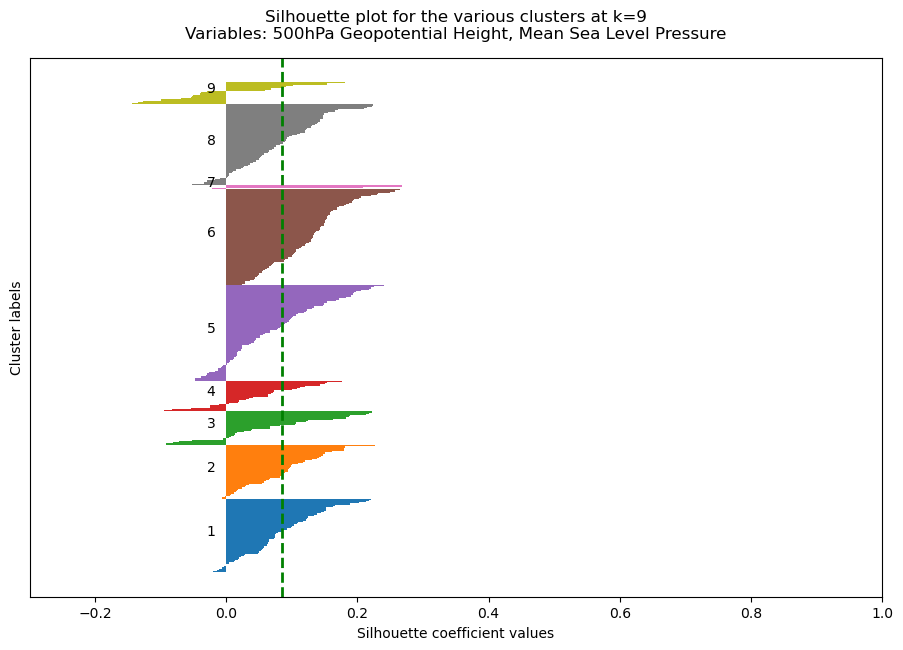 Silhouette plot for the various clusters at k=9
Variables: 500hPa Geopotential Height, Mean Sea Level Pressure
Cluster labels
9
8
7
6
5
4
3
2
1
−0.2 0.0 0.2 0.4 0.6 0.8 1.0
Silhouette coefficient values